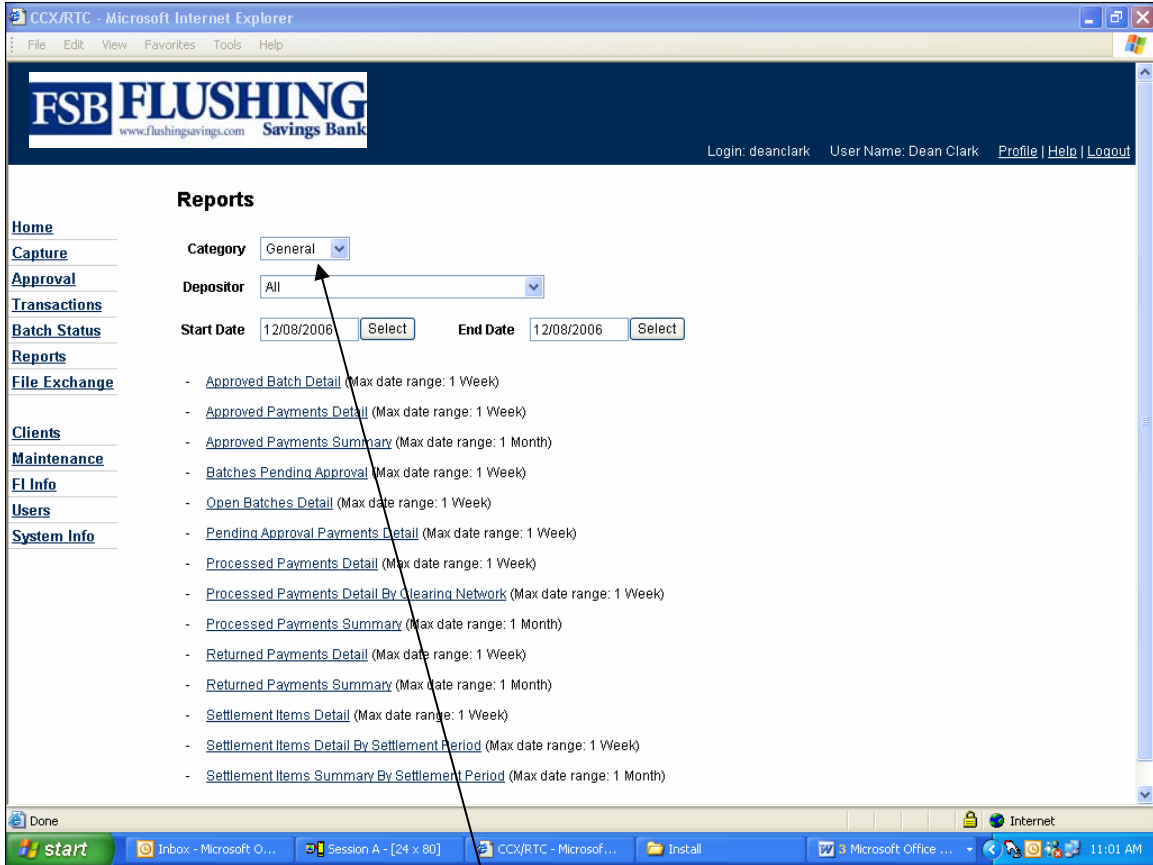 CCX/RTC - Microsoft Internet Explorer
File Edit View Favorites Tools Help
FSB FLUSHING
www.flushingsavings.com Savings Bank
Login: deanclark User Name: Dean Clark Profile | Help | Logout
Reports
Home
Capture
Approval
Transactions
Batch Status
Reports
File Exchange
Clients
Maintenance
FI Info
Users
System Info
Category General
Depositor All
Start Date 12/08/2006 Select End Date 12/08/2006 Select
- Approved Batch Detail (Max date range: 1 Week)
- Approved Payments Detail (Max date range: 1 Week)
- Approved Payments Summary (Max date range: 1 Month)
- Batches Pending Approval (Max date range: 1 Week)
- Open Batches Detail (Max date range: 1 Week)
- Pending Approval Payments Detail (Max date range: 1 Week)
- Processed Payments Detail (Max date range: 1 Week)
- Processed Payments Detail By Clearing Network (Max date range: 1 Week)
- Processed Payments Summary (Max date range: 1 Month)
- Returned Payments Detail (Max date range: 1 Week)
- Returned Payments Summary (Max date range: 1 Month)
- Settlement Items Detail (Max date range: 1 Week)
- Settlement Items Detail By Settlement Period (Max date range: 1 Week)
- Settlement Items Summary By Settlement Period (Max date range: 1 Month)
Done Internet
start Inbox - Microsoft O... Session A - [24 x 80] CCX/RTC - Microsof... Install 3 Microsoft Office ... 11:01 AM